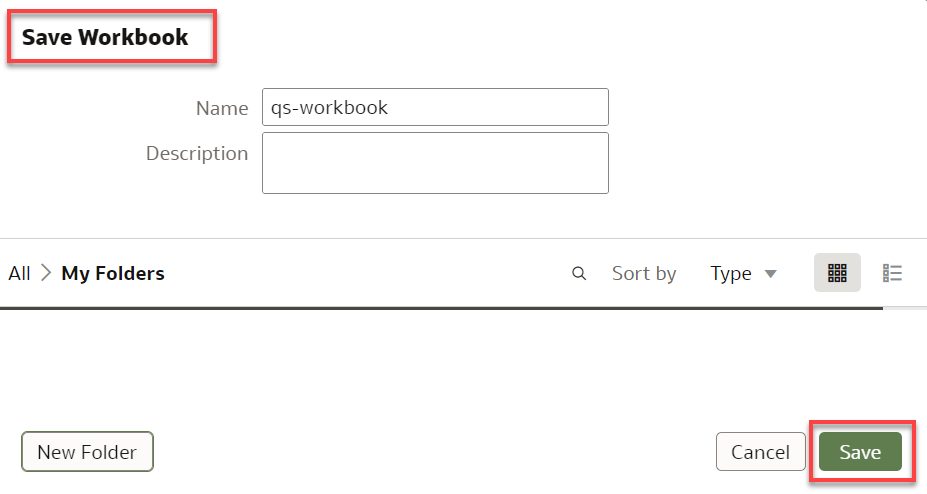 Save Workbook
Name qs-workbook
Description
All > My Folders Sort by Type
New Folder Cancel Save